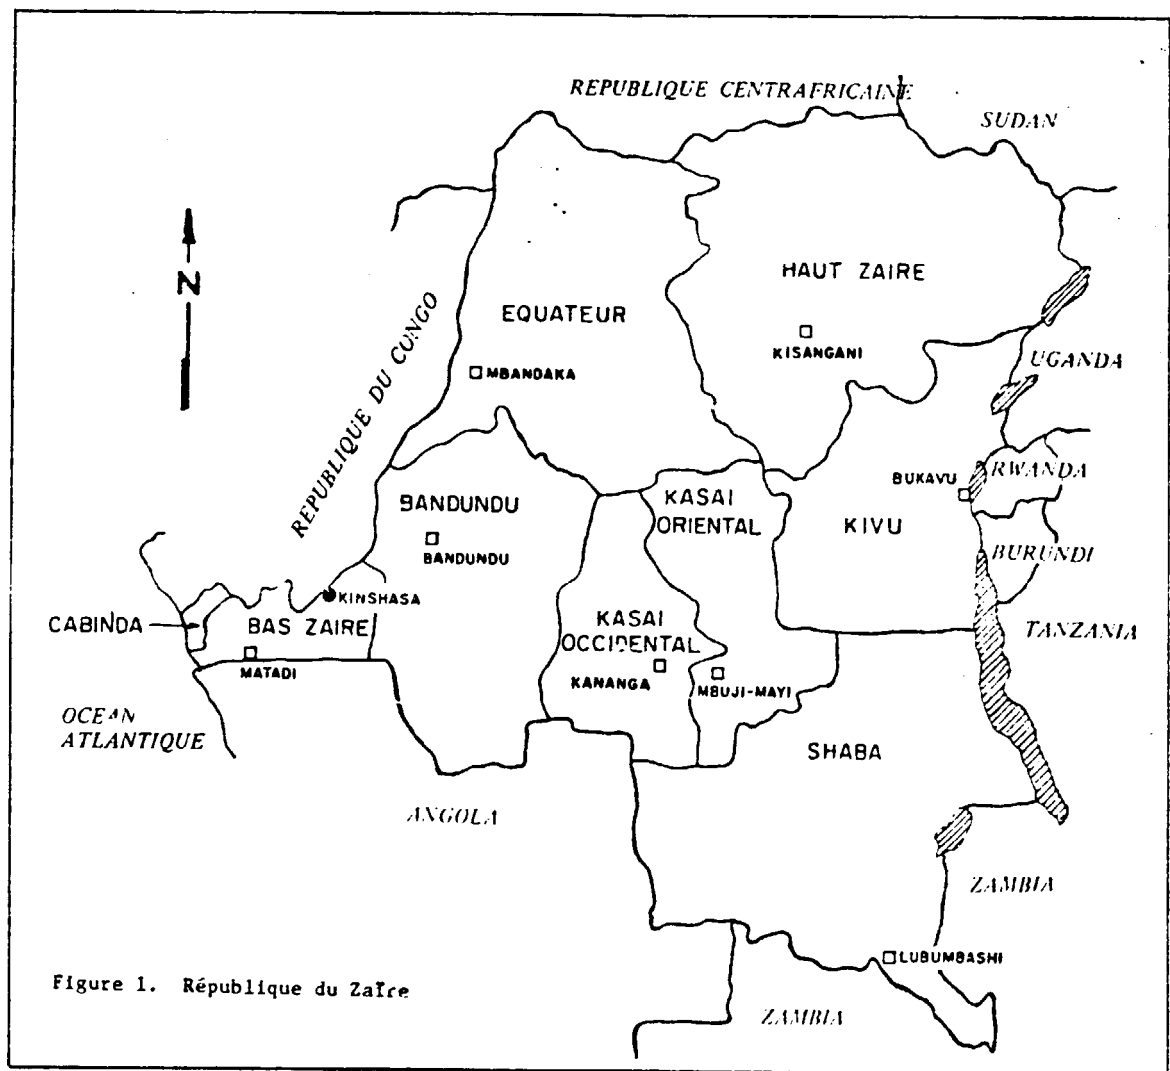 REPUBLIQUE CENTRAFRICAINE
SUDAN
N
HAUT ZAIRE
EQUATEUR
KISANGANI
MBANDAKA
UGANDA
REPUBLIQUE DU CONGO
BUKAVU
RWANDA
BANDUNDU
BANDUNDU
KASAI
ORIENTAL
KIVU
BURUNDI
KINSHASA
CABINDA
BAS ZAIRE
MATADI
KASAI
OCCIDENTAL
KANANGA
MBUJI-MAYI
TANZANIA
OCEAN
ATLANTIQUE
SHABA
ANGOLA
ZAMBIA
LUBUMBASHI
ZAMBIA
Figure 1. République du Zaïre